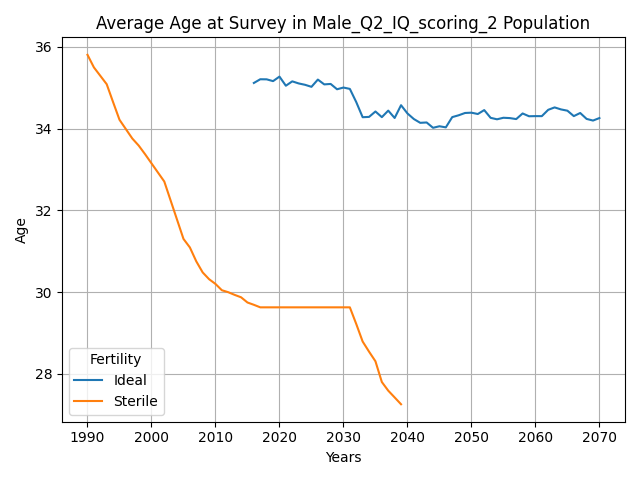 Average Age at Survey in Male_Q2_IQ_scoring_2 Population
36
34
32
30
28
Age
Fertility
Ideal
Sterile
1990 2000 2010 2020 2030 2040 2050 2060 2070
Years